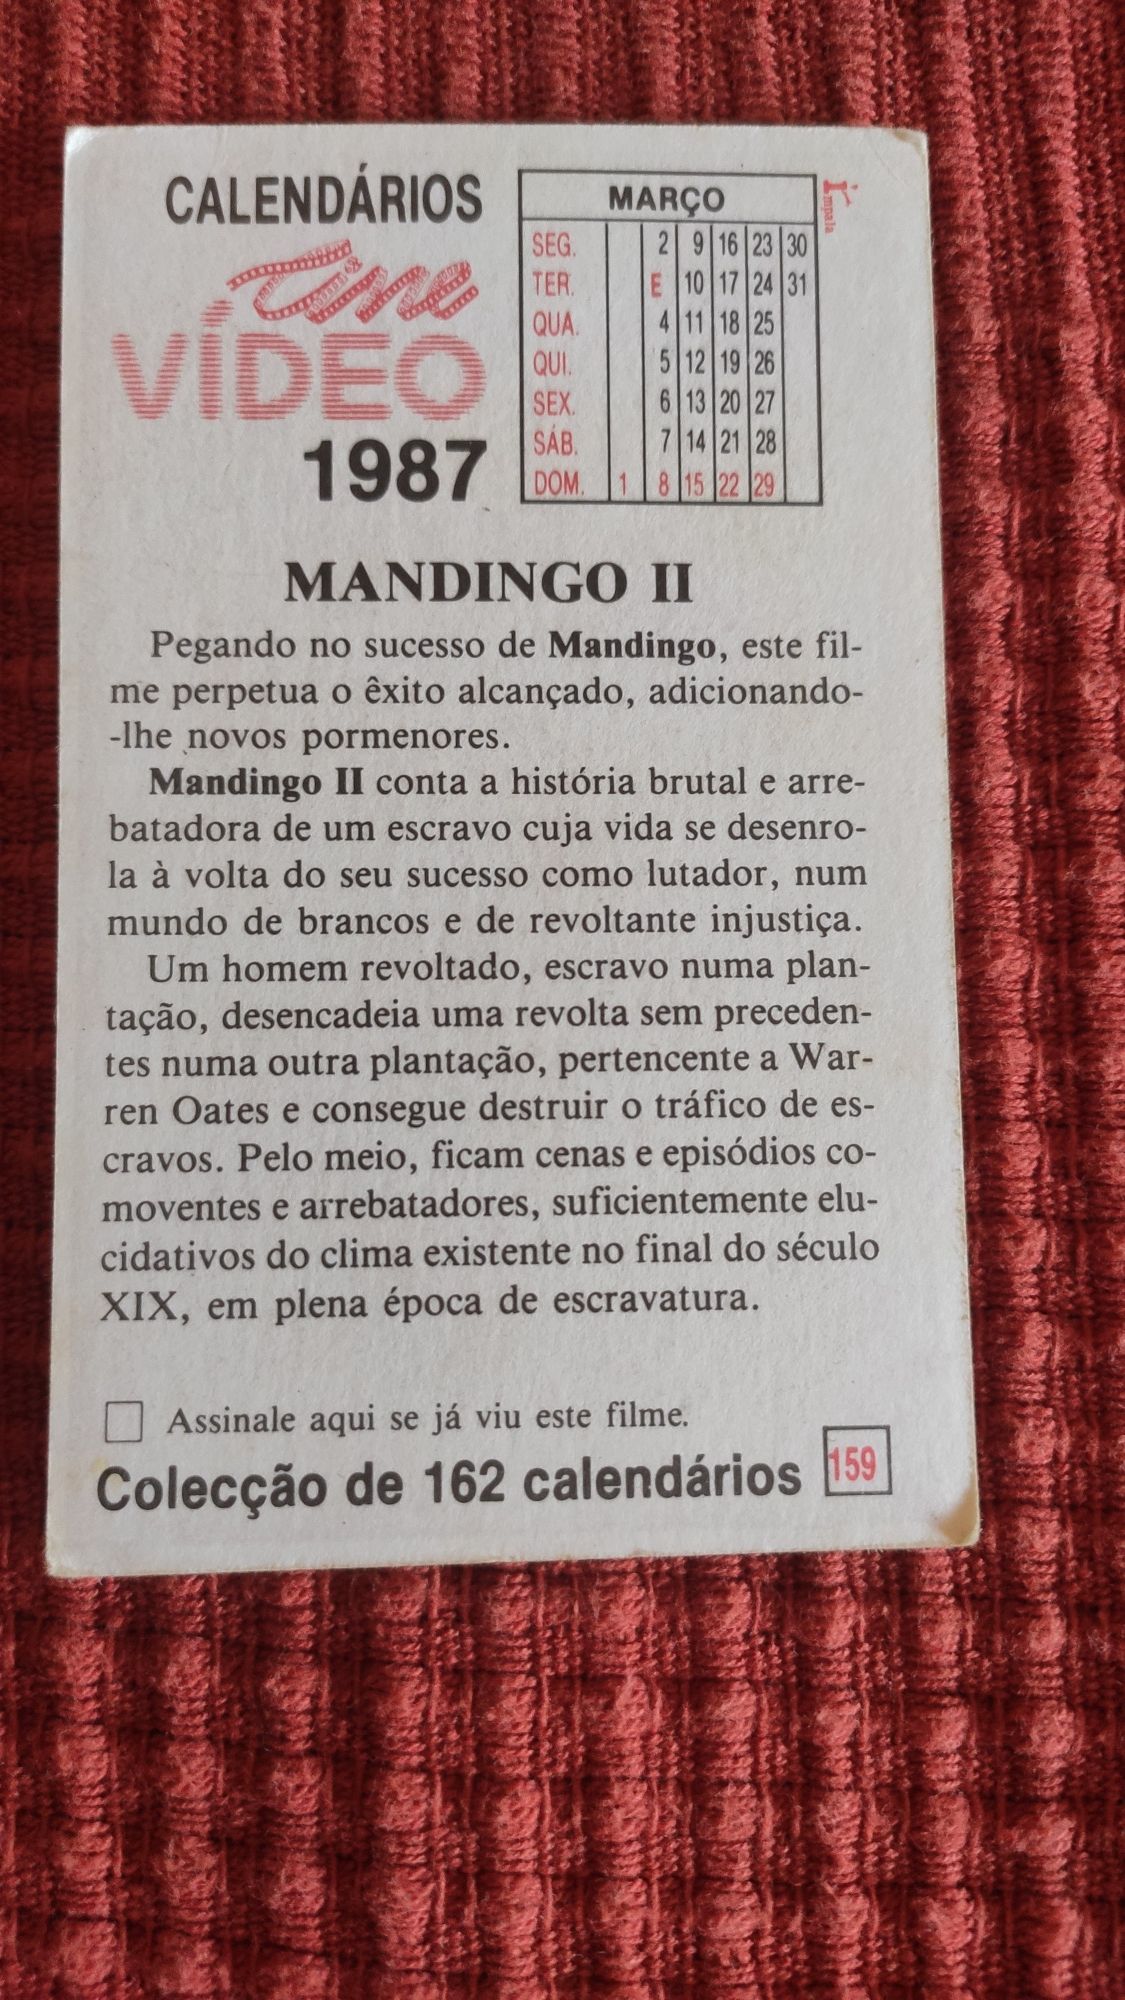 CALENDÁRIOS
Ciné
VÍDEO
1987
MARÇO
SEG. 2 9 16 23 30
TER. E 10 17 24 31
QUA. 4 11 18 25
QUI. 5 12 19 26
SEX. 6 13 20 27
SÁB. 7 14 21 28
DOM. 1 8 15 22 29
Impala
MANDINGO II
Pegando no sucesso de Mandingo, este fil-
me perpetua o êxito alcançado, adicionando-
-lhe novos pormenores.
Mandingo II conta a história brutal e arre-
batadora de um escravo cuja vida se desenro-
la à volta do seu sucesso como lutador, num
mundo de brancos e de revoltante injustiça.
Um homem revoltado, escravo numa plan-
tação, desencadeia uma revolta sem preceden-
tes numa outra plantação, pertencente a War-
ren Oates e consegue destruir o tráfico de es-
cravos. Pelo meio, ficam cenas e episódios co-
moventes e arrebatadores, suficientemente elu-
cidativos do clima existente no final do século
XIX, em plena época de escravatura.
Assinale aqui se já viu este filme.
Colecção de 162 calendários 159